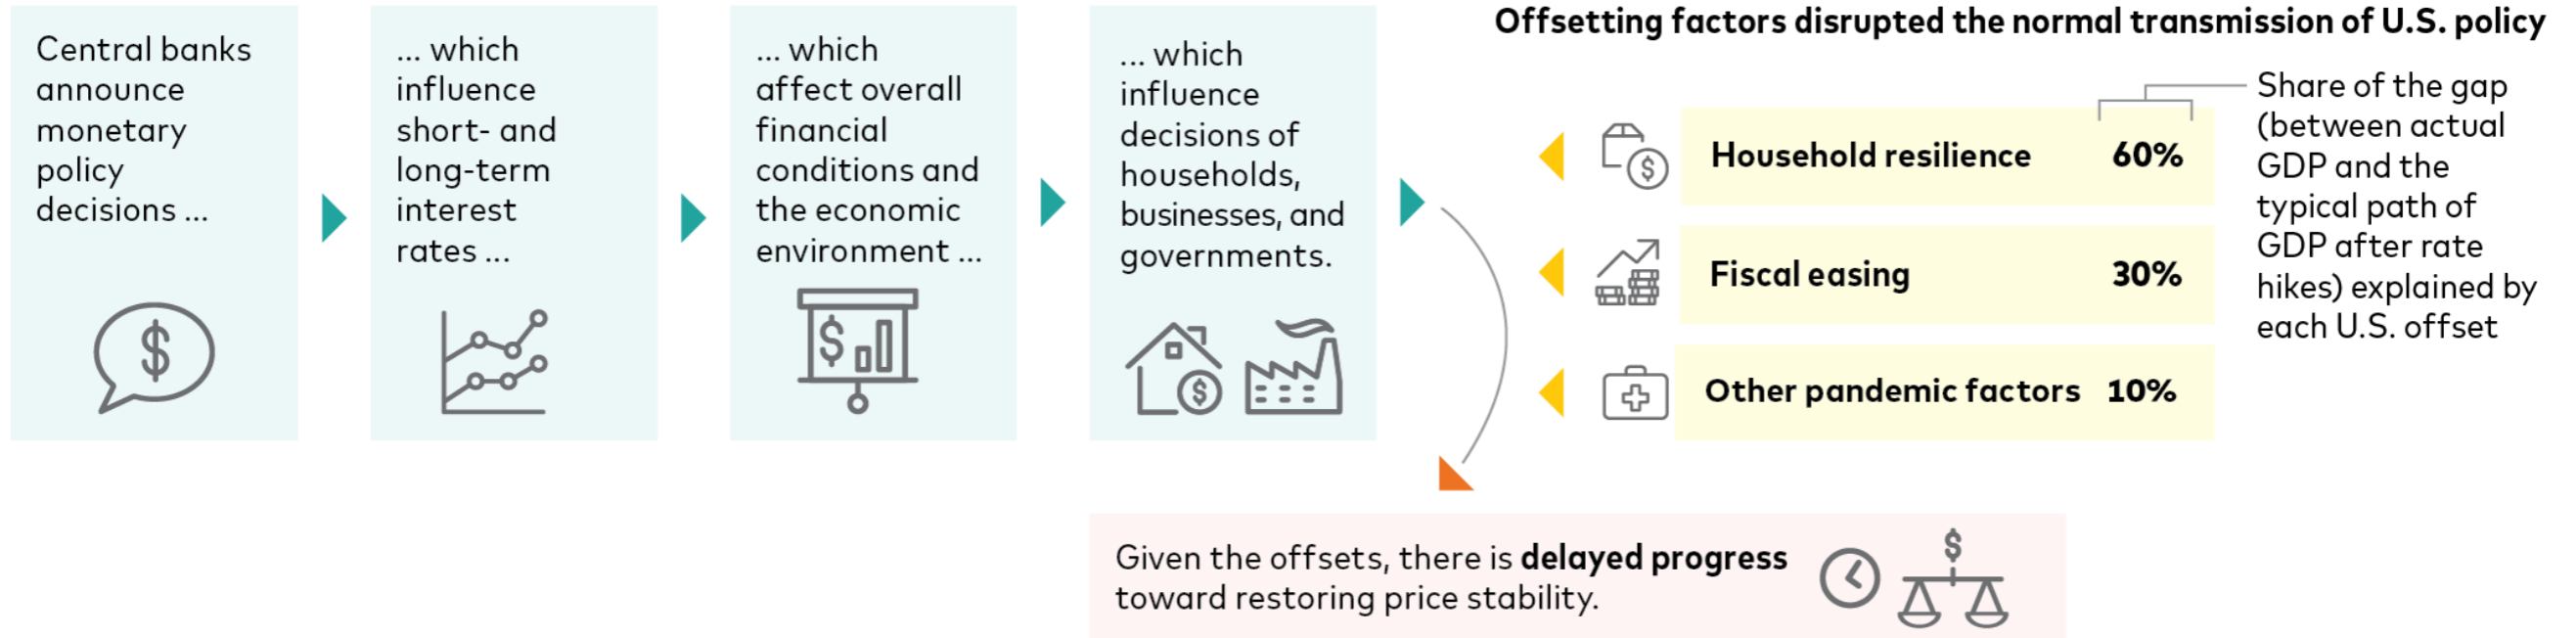 Central banks
announce
monetary
policy
decisions ...
... which
influence
short- and
long-term
interest
rates ...
... which
affect overall
financial
conditions and
the economic
environment ...
... which
influence
decisions of
households,
businesses, and
governments.
Offsetting factors disrupted the normal transmission of U.S. policy
Household resilience 60%
Fiscal easing 30%
Other pandemic factors 10%
Share of the gap
(between actual
GDP and the
typical path of
GDP after rate
hikes) explained by
each U.S. offset
Given the offsets, there is delayed progress
toward restoring price stability.
$
$
$
$
$